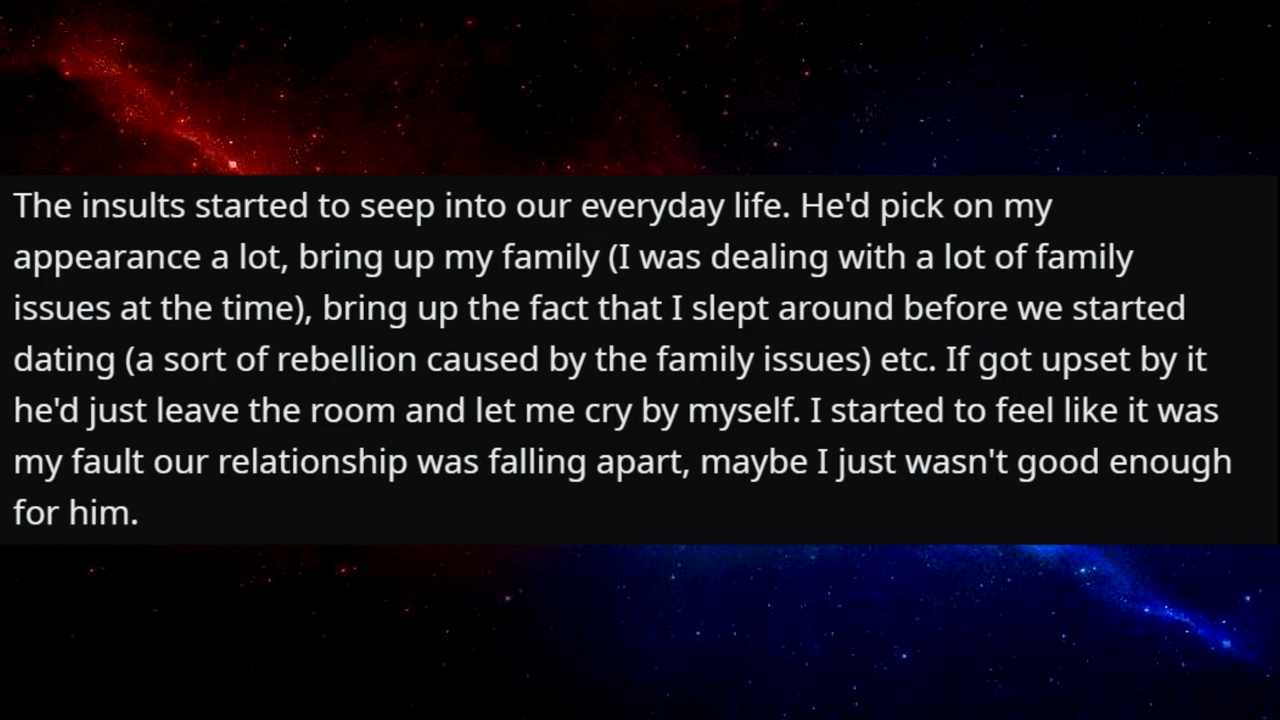 The insults started to seep into our everyday life. He'd pick on my
appearance a lot, bring up my family (I was dealing with a lot of family
issues at the time), bring up the fact that I slept around before we started
dating (a sort of rebellion caused by the family issues) etc. If got upset by it
he'd just leave the room and let me cry by myself. I started to feel like it was
my fault our relationship was falling apart, maybe I just wasn't good enough
for him.